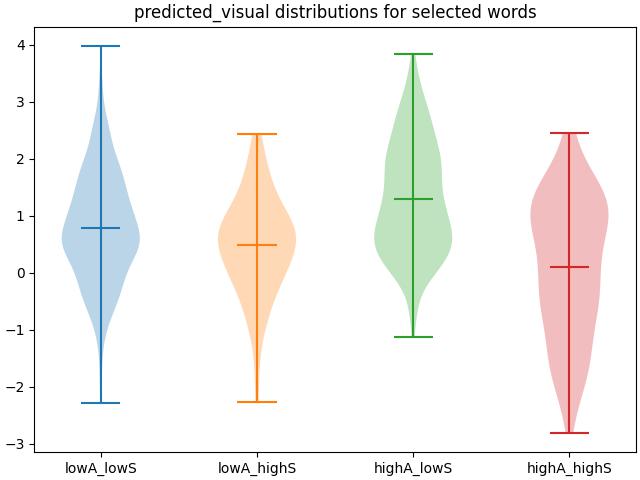 predicted_visual distributions for selected words
4
3
2
1
0
−1
−2
−3
lowA_lowS
lowA_highS
highA_lowS
highA_highS